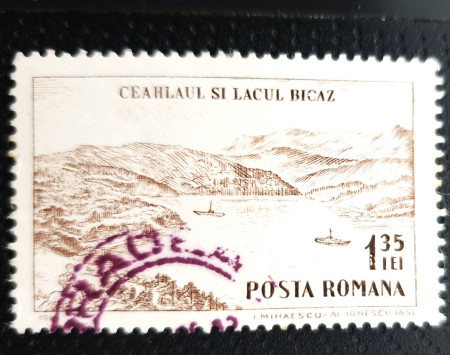 CEAHLAUL SI LACUL BICAZ
1 35
LEI
POSTA ROMANA
I.MIHAESCU-AL.IONESCU-IASI